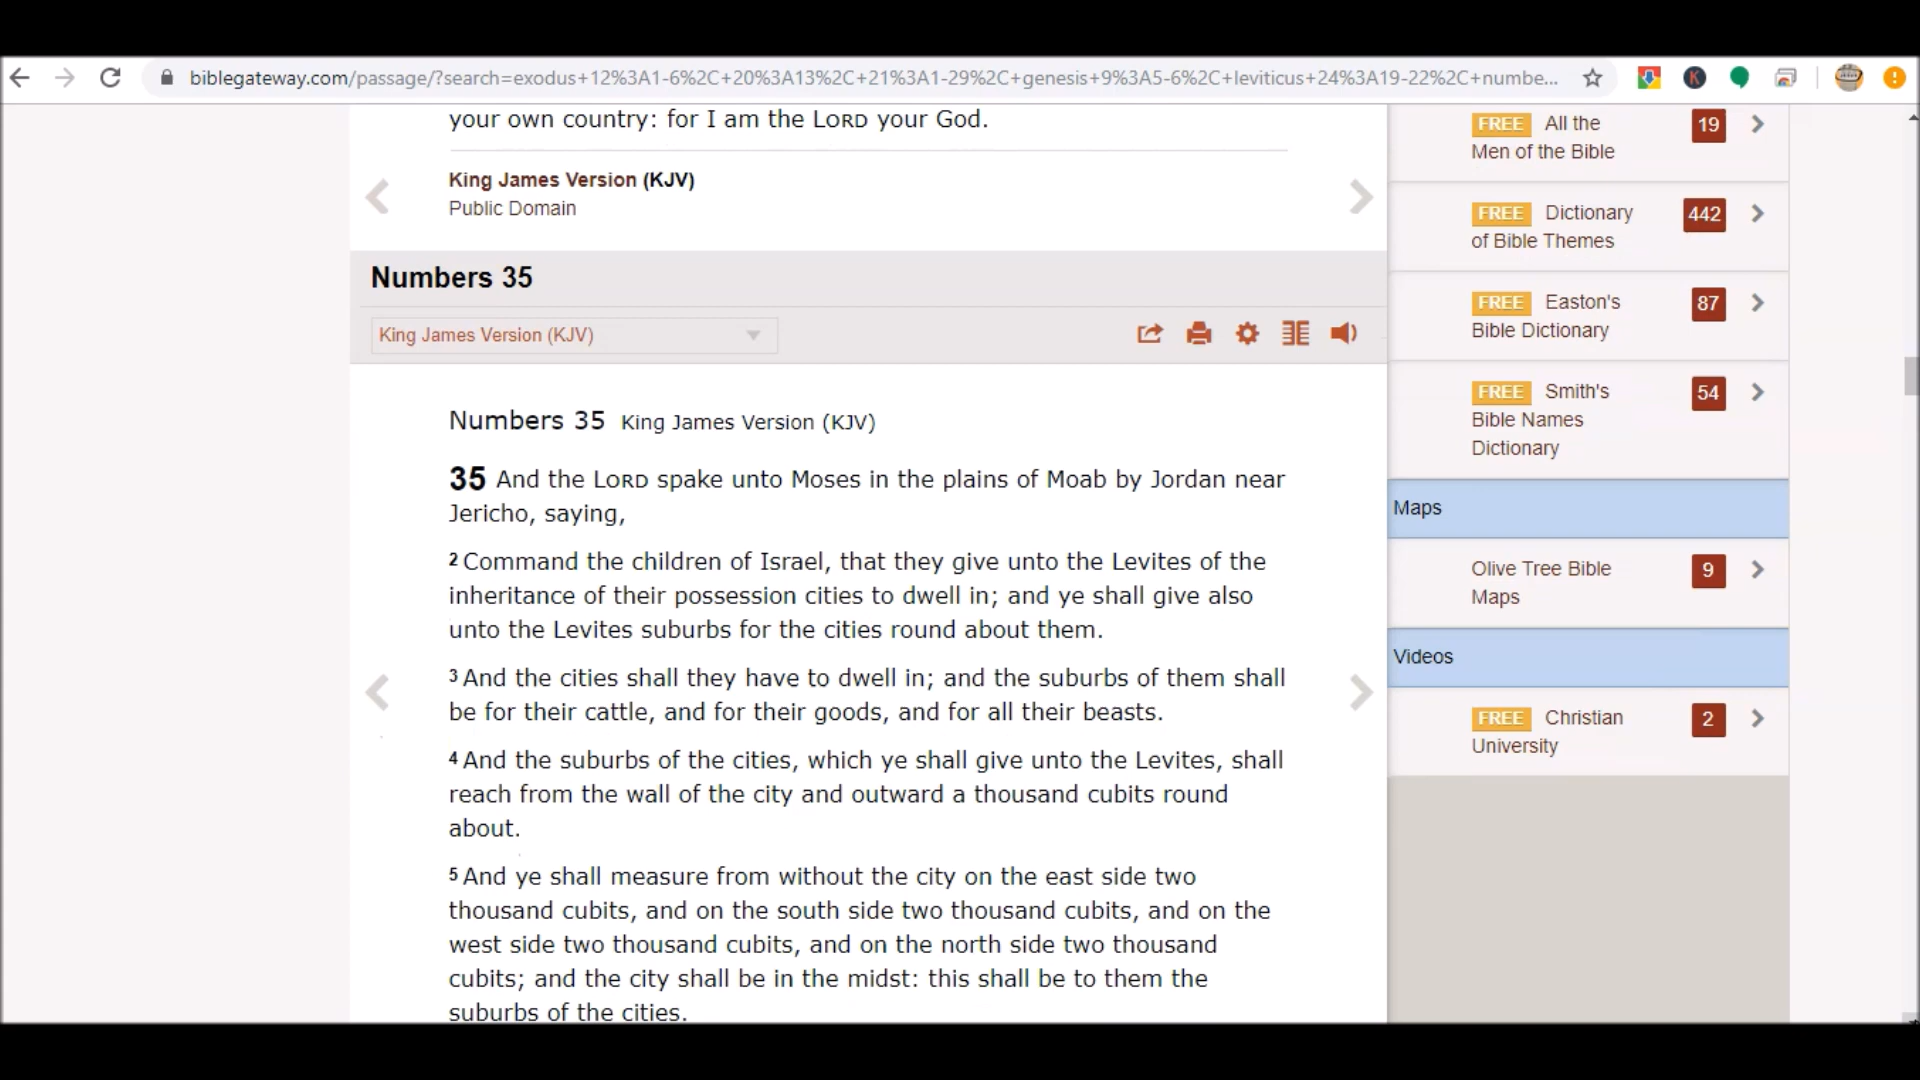 biblegateway.com/passage/?search=exodus+12%3A1-6%2C+20%3A13%2C+21%3A1-29%2C+genesis+9%3A5-6%2C+leviticus+24%3A19-22%2C+numbe...
your own country: for I am the LORD your God.
King James Version (KJV)
Public Domain
Numbers 35
King James Version (KJV)
Numbers 35 King James Version (KJV)
35 And the LORD spake unto Moses in the plains of Moab by Jordan near
Jericho, saying,
2 Command the children of Israel, that they give unto the Levites of the
inheritance of their possession cities to dwell in; and ye shall give also
unto the Levites suburbs for the cities round about them.
3 And the cities shall they have to dwell in; and the suburbs of them shall
be for their cattle, and for their goods, and for all their beasts.
4 And the suburbs of the cities, which ye shall give unto the Levites, shall
reach from the wall of the city and outward a thousand cubits round
about.
5 And ye shall measure from without the city on the east side two
thousand cubits, and on the south side two thousand cubits, and on the
west side two thousand cubits, and on the north side two thousand
cubits; and the city shall be in the midst: this shall be to them the
suburbs of the cities.
FREE All the 19
Men of the Bible
FREE Dictionary 442
of Bible Themes
FREE Easton's 87
Bible Dictionary
FREE Smith's 54
Bible Names
Dictionary
Maps
Olive Tree Bible 9
Maps
Videos
FREE Christian 2
University